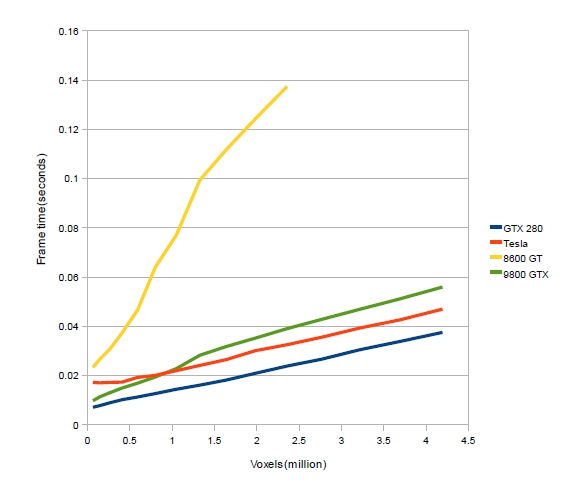 0.16
0.14
0.12
0.1
0.08
0.06
0.04
0.02
0
Frame time(seconds)
0 0.5 1 1.5 2 2.5 3 3.5 4 4.5
Voxels(million)
GTX 280
Tesla
8600 GT
9800 GTX